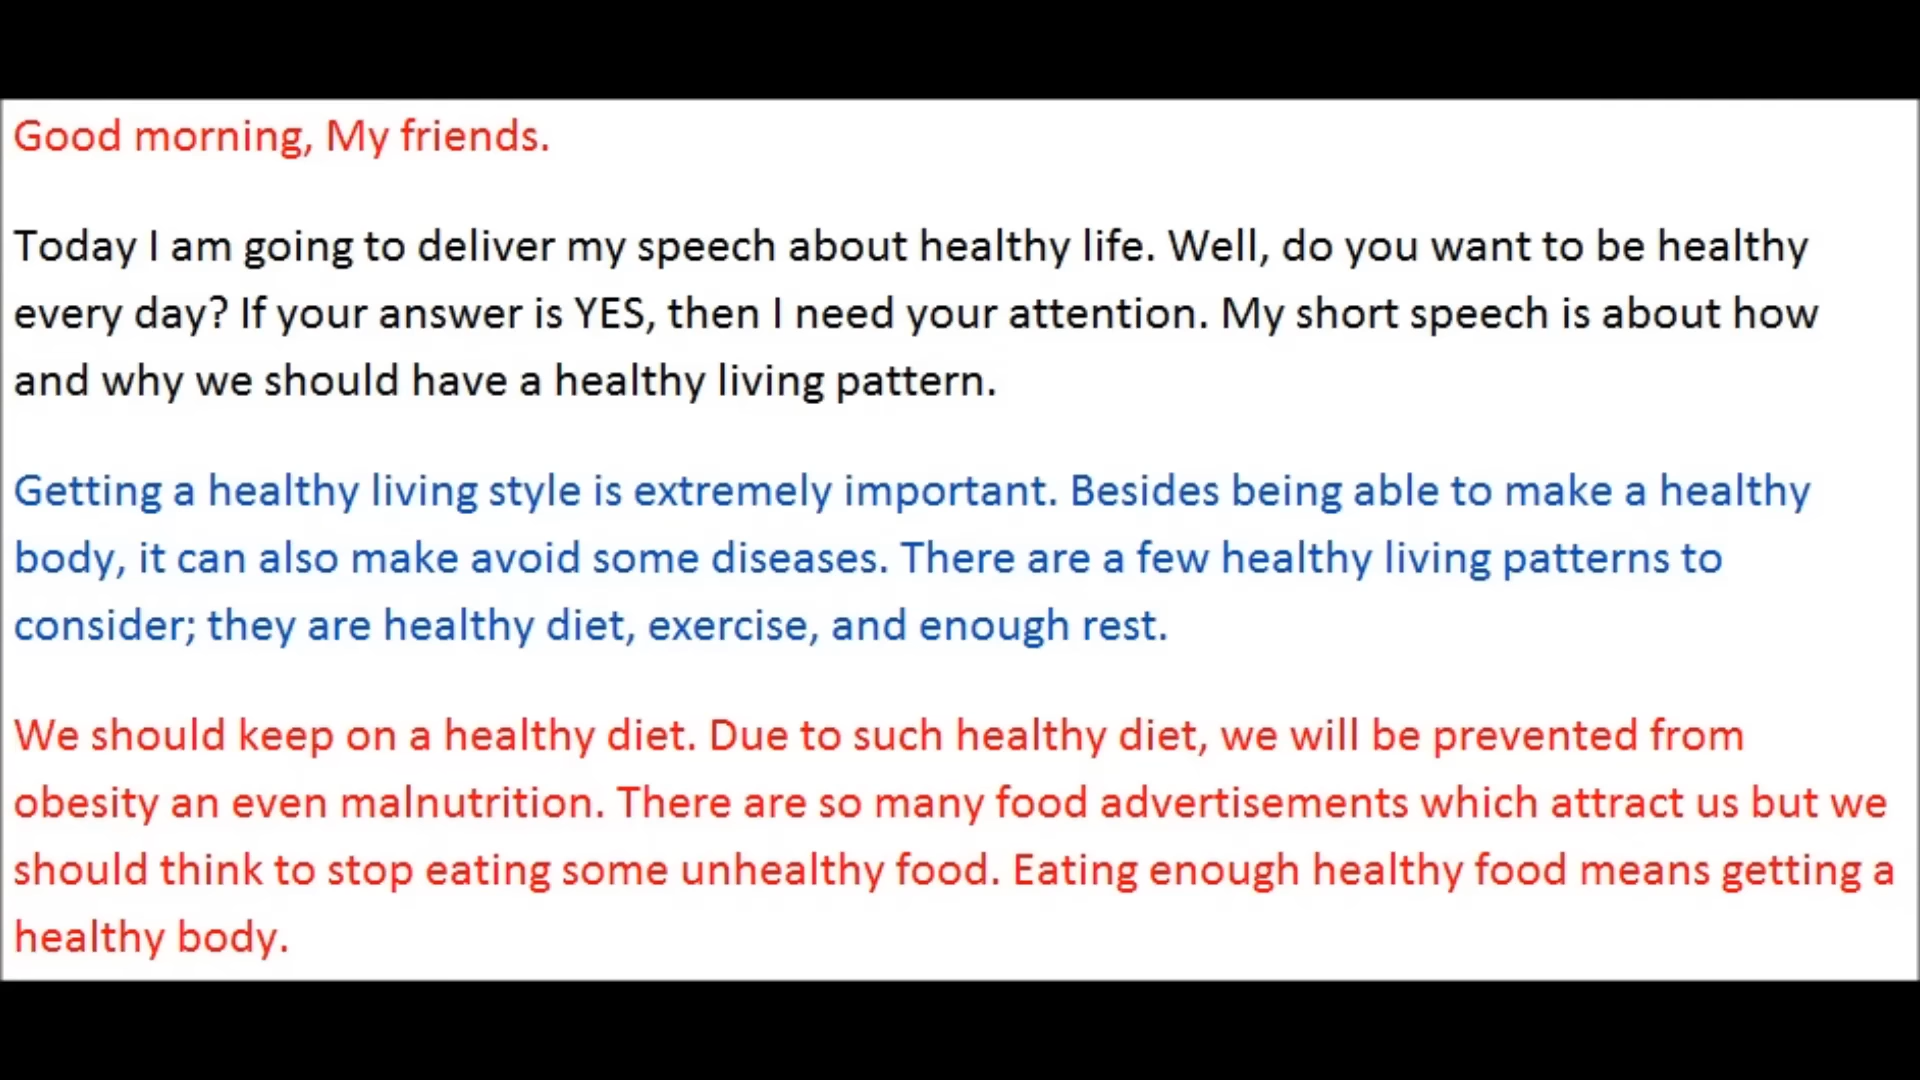 Good morning, My friends.
Today I am going to deliver my speech about healthy life. Well, do you want to be healthy
every day? If your answer is YES, then I need your attention. My short speech is about how
and why we should have a healthy living pattern.
Getting a healthy living style is extremely important. Besides being able to make a healthy
body, it can also make avoid some diseases. There are a few healthy living patterns to
consider; they are healthy diet, exercise, and enough rest.
We should keep on a healthy diet. Due to such healthy diet, we will be prevented from
obesity an even malnutrition. There are so many food advertisements which attract us but we
should think to stop eating some unhealthy food. Eating enough healthy food means getting a
healthy body.